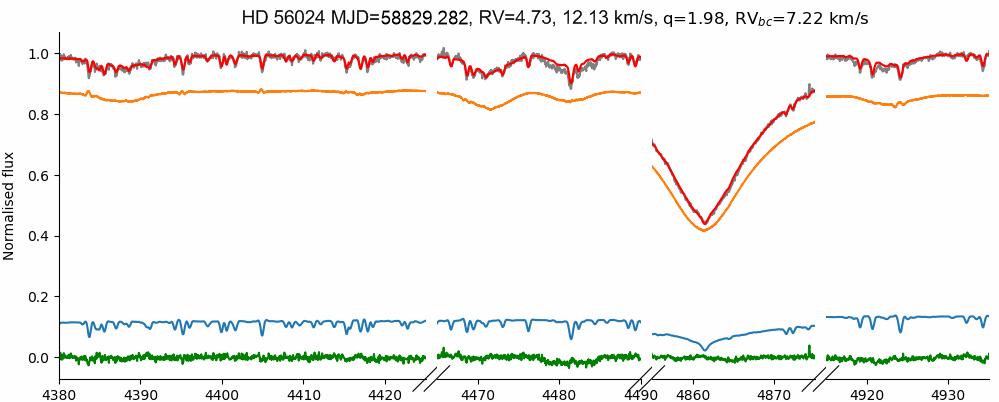 HD 56024 MJD=58829.282, RV=4.73, 12.13 km/s, q=1.98, RVbc=7.22 km/s
Normalised flux
1.0
0.8
0.6
0.4
0.2
0.0
4380 4390 4400 4410 4420 4470 4480 4490 4860 4870 4920 4930